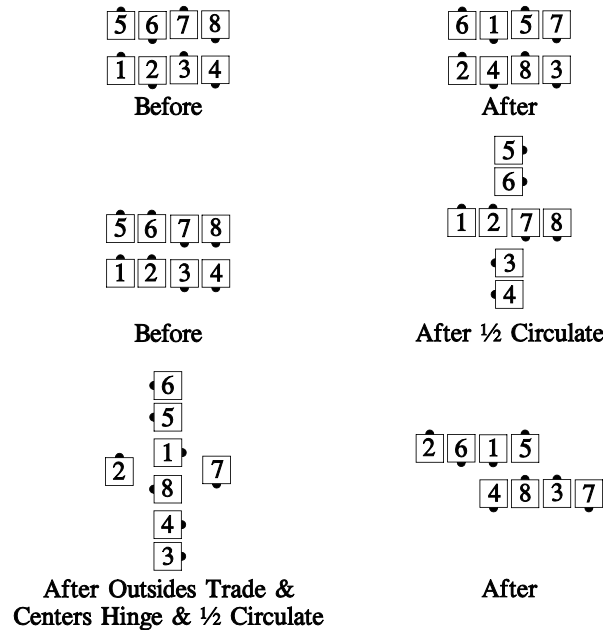 5 6 7 8
1 2 3 4
Before
6 1 5 7
2 4 8 3
After
5 6 7 8
1 2 3 4
Before
5
6
1 2 7 8
3
4
After ½ Circulate
6
5
1
2 7
8
4
3
After Outsides Trade &
Centers Hinge & ½ Circulate
2 6 1 5
4 8 3 7
After